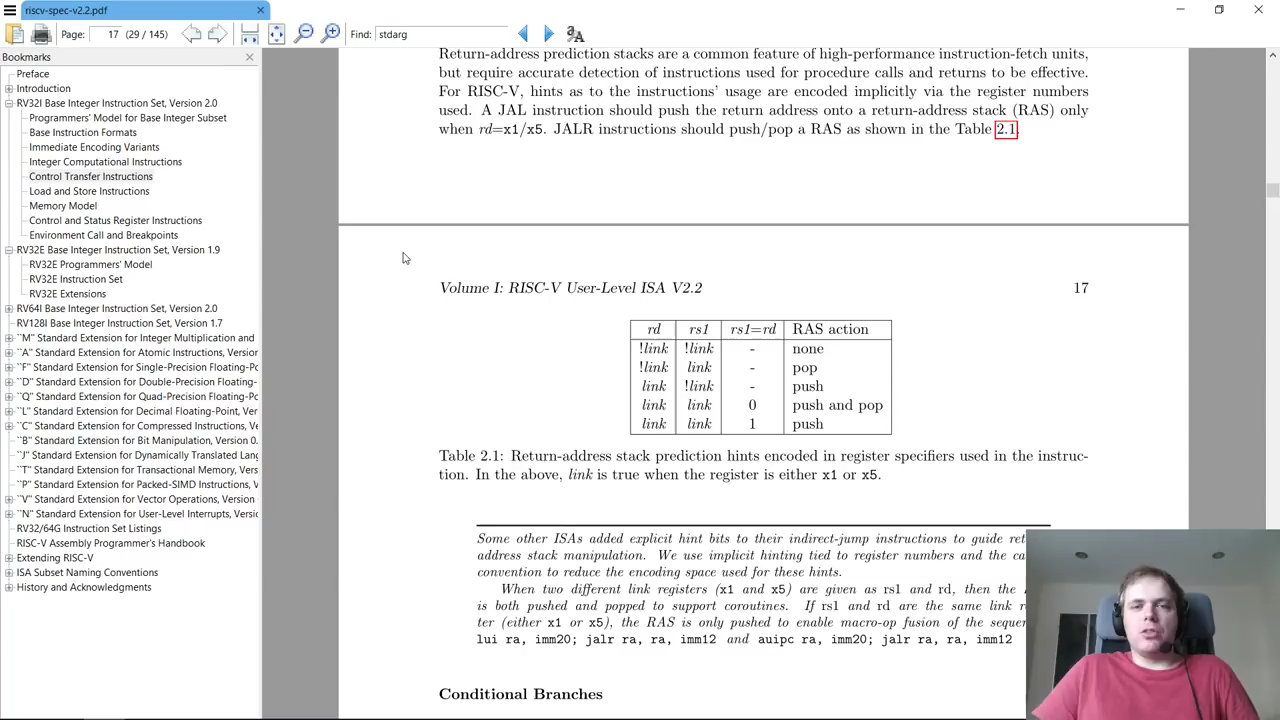 riscv-spec-v2.2.pdf
Page: 17 (29 / 145) Find: stdarg
Bookmarks
Preface
Introduction
RV32I Base Integer Instruction Set, Version 2.0
Programmers' Model for Base Integer Subset
Base Instruction Formats
Immediate Encoding Variants
Integer Computational Instructions
Control Transfer Instructions
Load and Store Instructions
Memory Model
Control and Status Register Instructions
Environment Call and Breakpoints
RV32E Base Integer Instruction Set, Version 1.9
RV32E Programmers' Model
RV32E Instruction Set
RV32E Extensions
RV64I Base Integer Instruction Set, Version 2.0
RV128I Base Integer Instruction Set, Version 1.7
``M'' Standard Extension for Integer Multiplication and
``A'' Standard Extension for Atomic Instructions, Version
``F'' Standard Extension for Single-Precision Floating-Po
``D'' Standard Extension for Double-Precision Floating-
``Q'' Standard Extension for Quad-Precision Floating-Po
``L'' Standard Extension for Decimal Floating-Point, Ver
``C'' Standard Extension for Compressed Instructions, Ve
``B'' Standard Extension for Bit Manipulation, Version 0.
``J'' Standard Extension for Dynamically Translated Lang
``T'' Standard Extension for Transactional Memory, Vers
``P'' Standard Extension for Packed-SIMD Instructions, V
``V'' Standard Extension for Vector Operations, Version
``N'' Standard Extension for User-Level Interrupts, Versio
RV32/64G Instruction Set Listings
RISC-V Assembly Programmer's Handbook
Extending RISC-V
ISA Subset Naming Conventions
History and Acknowledgments
Return-address prediction stacks are a common feature of high-performance instruction-fetch units,
but require accurate detection of instructions used for procedure calls and returns to be effective.
For RISC-V, hints as to the instructions' usage are encoded implicitly via the register numbers
used. A JAL instruction should push the return address onto a return-address stack (RAS) only
when rd=x1/x5. JALR instructions should push/pop a RAS as shown in the Table 2.1.
Volume I: RISC-V User-Level ISA V2.2 17
rd rs1 rs1=rd RAS action
!link !link - none
!link link - pop
link !link - push
link link 0 push and pop
link link 1 push
Table 2.1: Return-address stack prediction hints encoded in register specifiers used in the instruc-
tion. In the above, link is true when the register is either x1 or x5.
Some other ISAs added explicit hint bits to their indirect-jump instructions to guide
address stack manipulation. We use implicit hinting tied to register numbers and the
convention to reduce the encoding space used for these hints.
When two different link registers (x1 and x5) are given as rs1 and rd, then the
is both pushed and popped to support coroutines. If rs1 and rd are the same link
ter (either x1 or x5), the RAS is only pushed to enable macro-op fusion of the
lui ra, imm20; jalr ra, ra, imm12 and auipc ra, imm20; jalr ra, ra, imm12
Conditional Branches